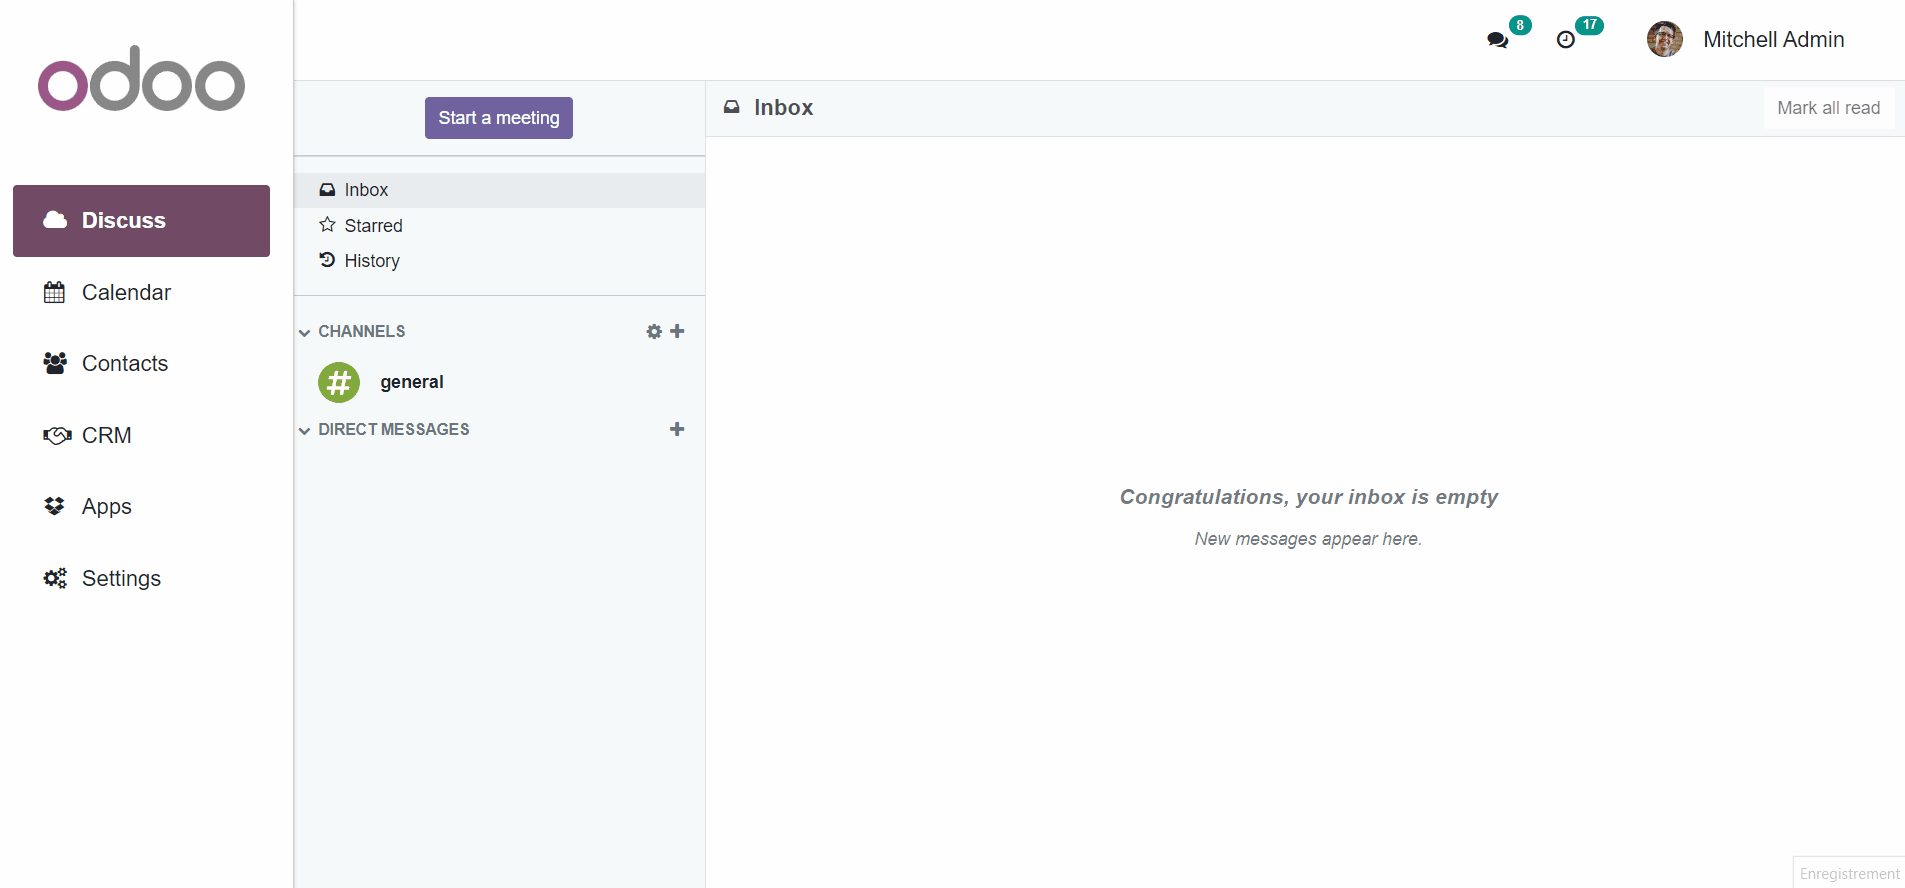 odoo
8
17
Mitchell Admin
Start a meeting
Inbox
Mark all read
Discuss
Inbox
Starred
Calendar
History
CHANNELS
Contacts
general
CRM
DIRECT MESSAGES
Apps
Congratulations, your inbox is empty
New messages appear here.
Settings
Enregistrement